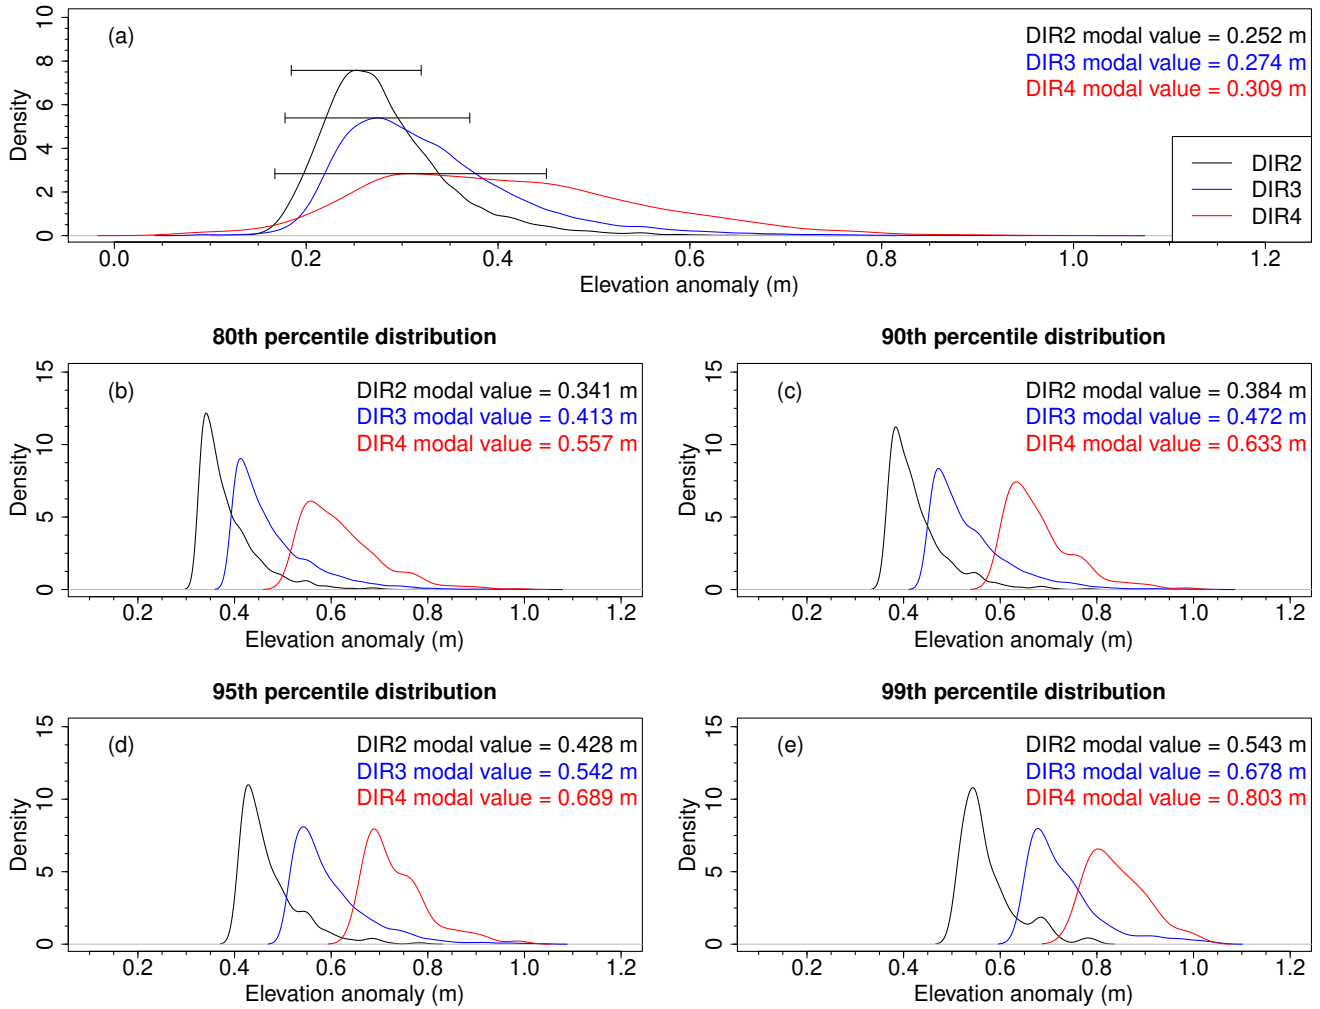 (a)
DIR2 modal value = 0.252 m
DIR3 modal value = 0.274 m
DIR4 modal value = 0.309 m
Density
0 2 4 6 8 10
DIR2
DIR3
DIR4
0.0 0.2 0.4 0.6 0.8 1.0 1.2
Elevation anomaly (m)
80th percentile distribution
(b)
DIR2 modal value = 0.341 m
DIR3 modal value = 0.413 m
DIR4 modal value = 0.557 m
Density
0 5 10 15
0.2 0.4 0.6 0.8 1.0 1.2
Elevation anomaly (m)
90th percentile distribution
(c)
DIR2 modal value = 0.384 m
DIR3 modal value = 0.472 m
DIR4 modal value = 0.633 m
Density
0 5 10 15
0.2 0.4 0.6 0.8 1.0 1.2
Elevation anomaly (m)
95th percentile distribution
(d)
DIR2 modal value = 0.428 m
DIR3 modal value = 0.542 m
DIR4 modal value = 0.689 m
Density
0 5 10 15
0.2 0.4 0.6 0.8 1.0 1.2
Elevation anomaly (m)
99th percentile distribution
(e)
DIR2 modal value = 0.543 m
DIR3 modal value = 0.678 m
DIR4 modal value = 0.803 m
Density
0 5 10 15
0.2 0.4 0.6 0.8 1.0 1.2
Elevation anomaly (m)